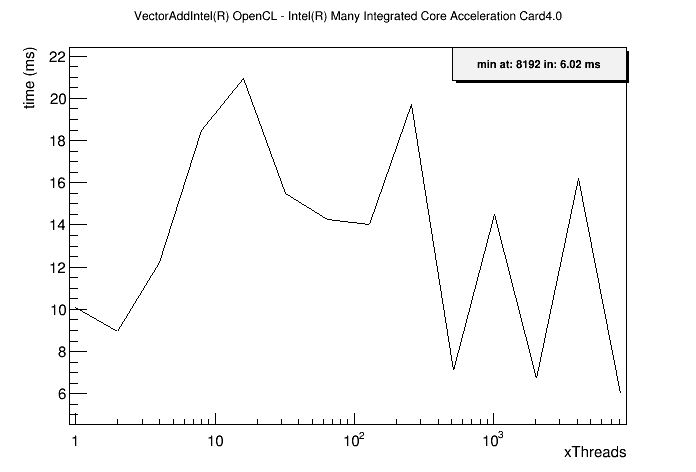 VectorAddIntel(R) OpenCL - Intel(R) Many Integrated Core Acceleration Card4.0
time (ms)
min at: 8192 in: 6.02 ms
22
20
18
16
14
12
10
8
6
1 10 10² 10³
xThreads